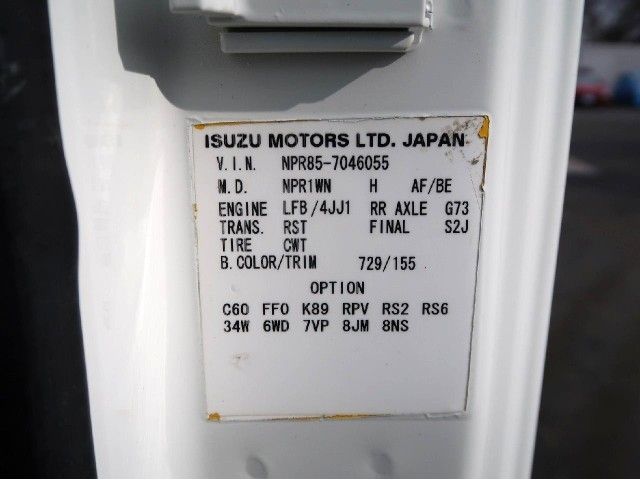 ISUZU MOTORS LTD. JAPAN
V.I.N. NPR85-7046055
M.D. NPR1WN H AF/BE
ENGINE LFB/4JJ1 RR AXLE G73
TRANS. RST FINAL S2J
TIRE CWT
B.COLOR/TRIM 729/155
OPTION
C60 FF0 K89 RPV RS2 RS6
34W 6WD 7VP 8JM 8NS